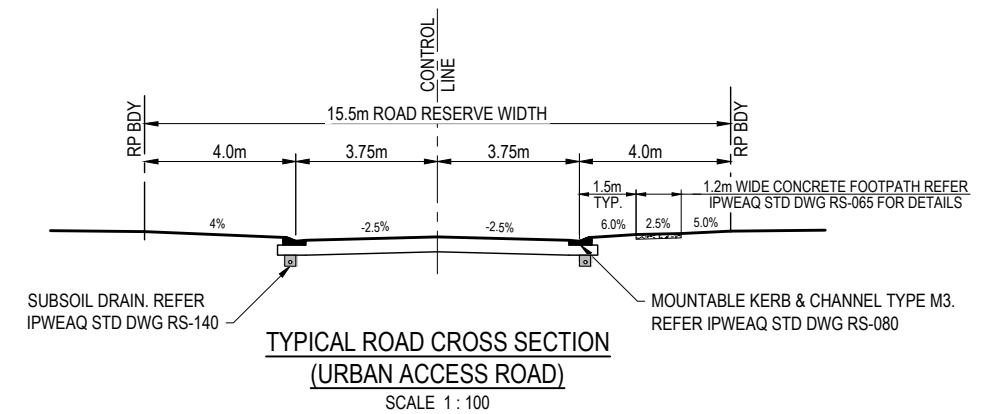 CONTROL
LINE
RP BDY
15.5m ROAD RESERVE WIDTH
RP BDY
4.0m
3.75m
3.75m
4.0m
1.5m
TYP.
1.2m WIDE CONCRETE FOOTPATH REFER
IPWEAQ STD DWG RS-065 FOR DETAILS
4%
-2.5%
-2.5%
6.0%
2.5%
5.0%
SUBSOIL DRAIN. REFER
IPWEAQ STD DWG RS-140
MOUNTABLE KERB & CHANNEL TYPE M3.
REFER IPWEAQ STD DWG RS-080
TYPICAL ROAD CROSS SECTION
(URBAN ACCESS ROAD)
SCALE 1 : 100